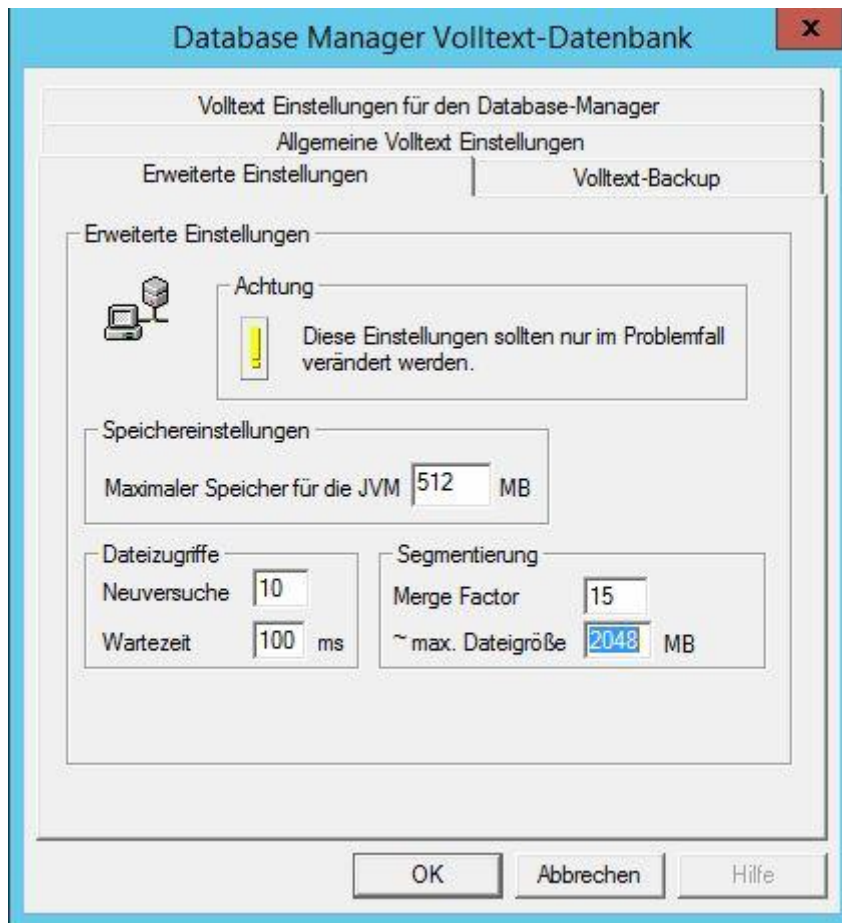 Database Manager Volltext-Datenbank
x
Volltext Einstellungen für den Database-Manager
Allgemeine Volltext Einstellungen
Erweiterte Einstellungen
Volltext-Backup
Erweiterte Einstellungen
Achtung
Diese Einstellungen sollten nur im Problemfall
verändert werden.
Speichereinstellungen
Maximaler Speicher für die JVM 512 MB
Dateizugriffe
Neuversuche 10
Wartezeit 100 ms
Segmentierung
Merge Factor 15
~ max. Dateigröße 2048 MB
OK
Abbrechen
Hilfe